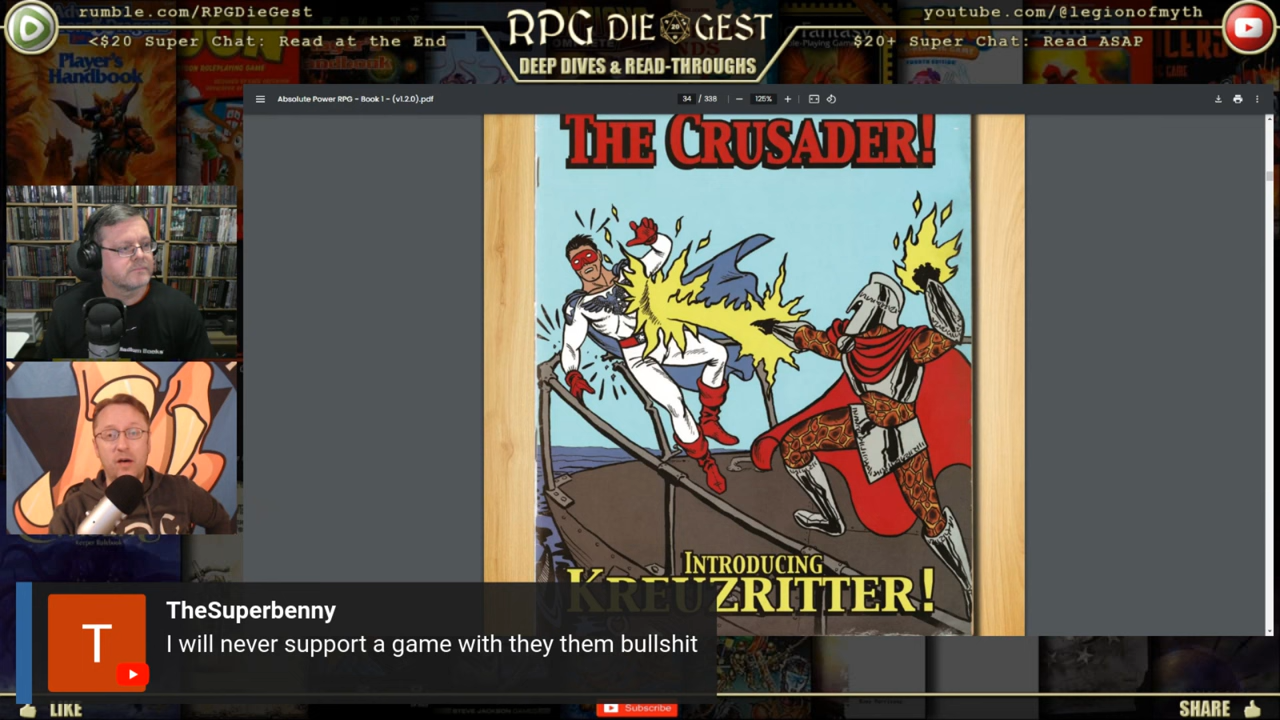 rumble.com/RPGDieGest
<$20 Super Chat: Read at the End
RPG DIE GEST
DEEP DIVES & READ-THROUGHS
youtube.com/@legionofmyth
$20+ Super Chat: Read ASAP
Player's
Handbook
Absolute Power RPG - Book 1 - (v1.2.0).pdf
34 / 338
125%
THE CRUSADER!
INTRODUCING
KREUZRITTER!
T
TheSuperbenny
I will never support a game with they them bullshit
LIKE
Subscribe
SHARE